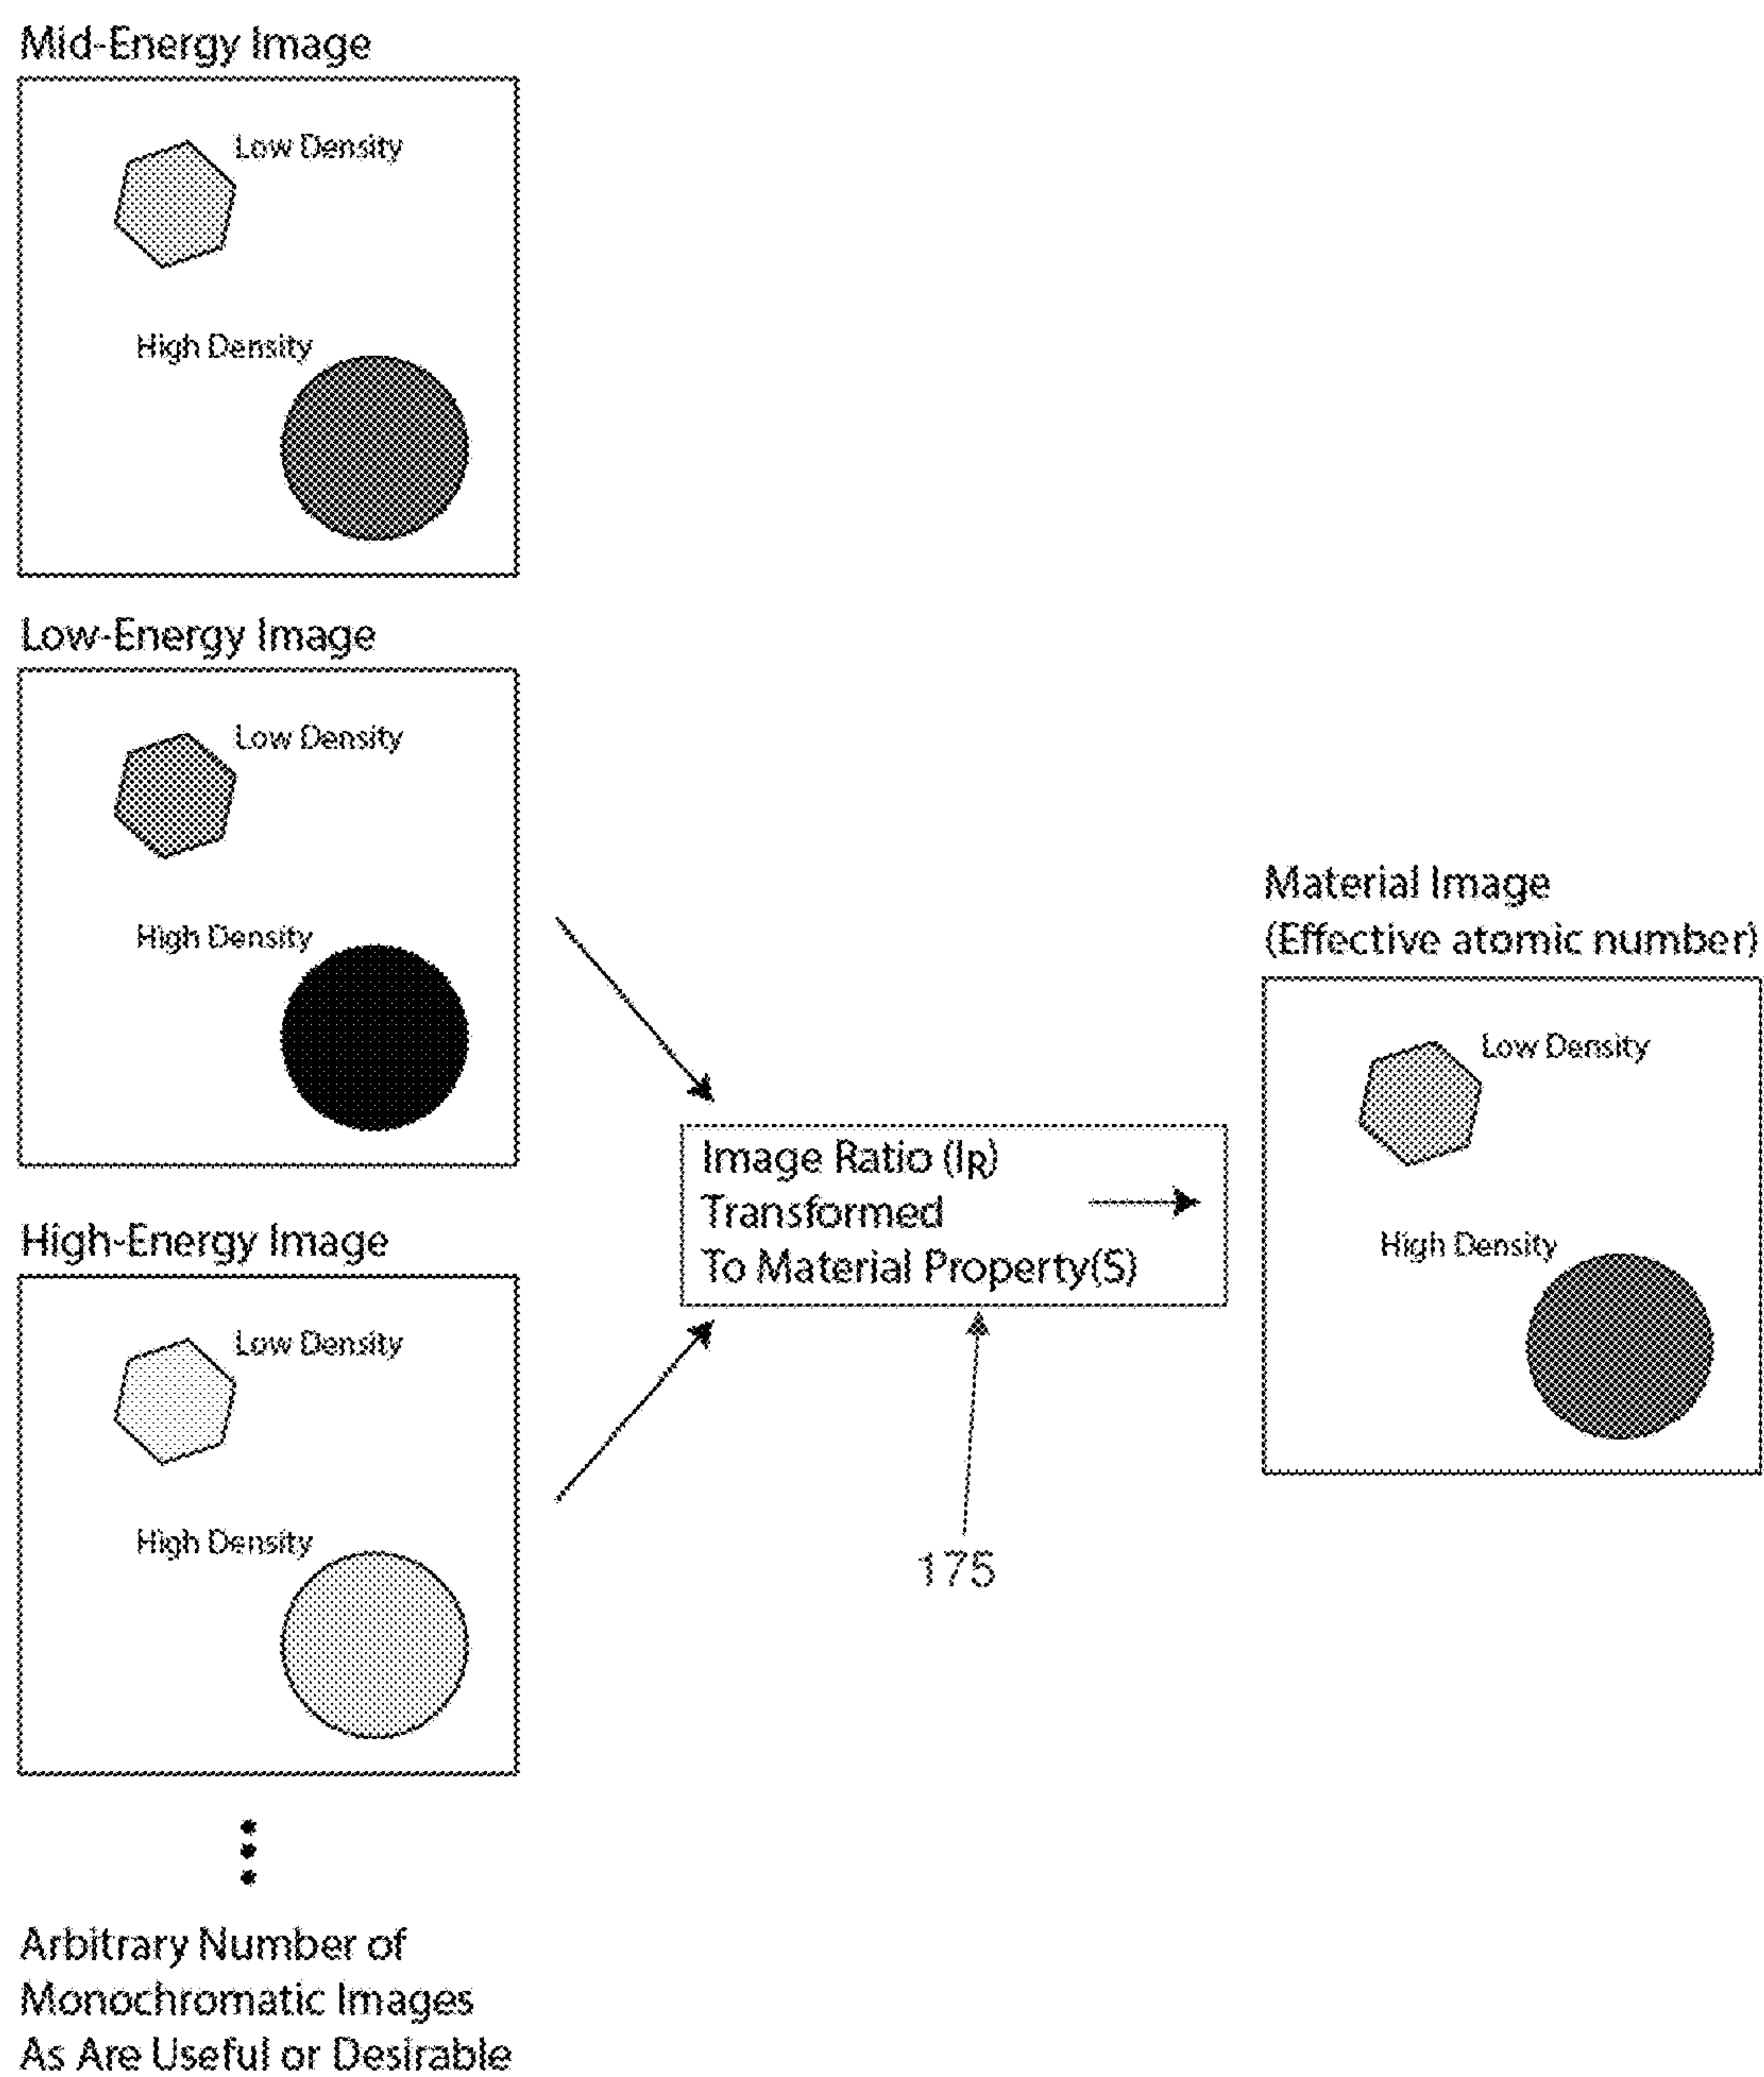 Mid-Energy Image
Low Density
High Density
Low-Energy Image
Low Density
High Density
High-Energy Image
Low Density
High Density
Arbitrary Number of
Monochromatic Images
As Are Useful or Desirable
Image Ratio (IR)
Transformed
To Material Property(S)
175
Material Image
(Effective atomic number)
Low Density
High Density